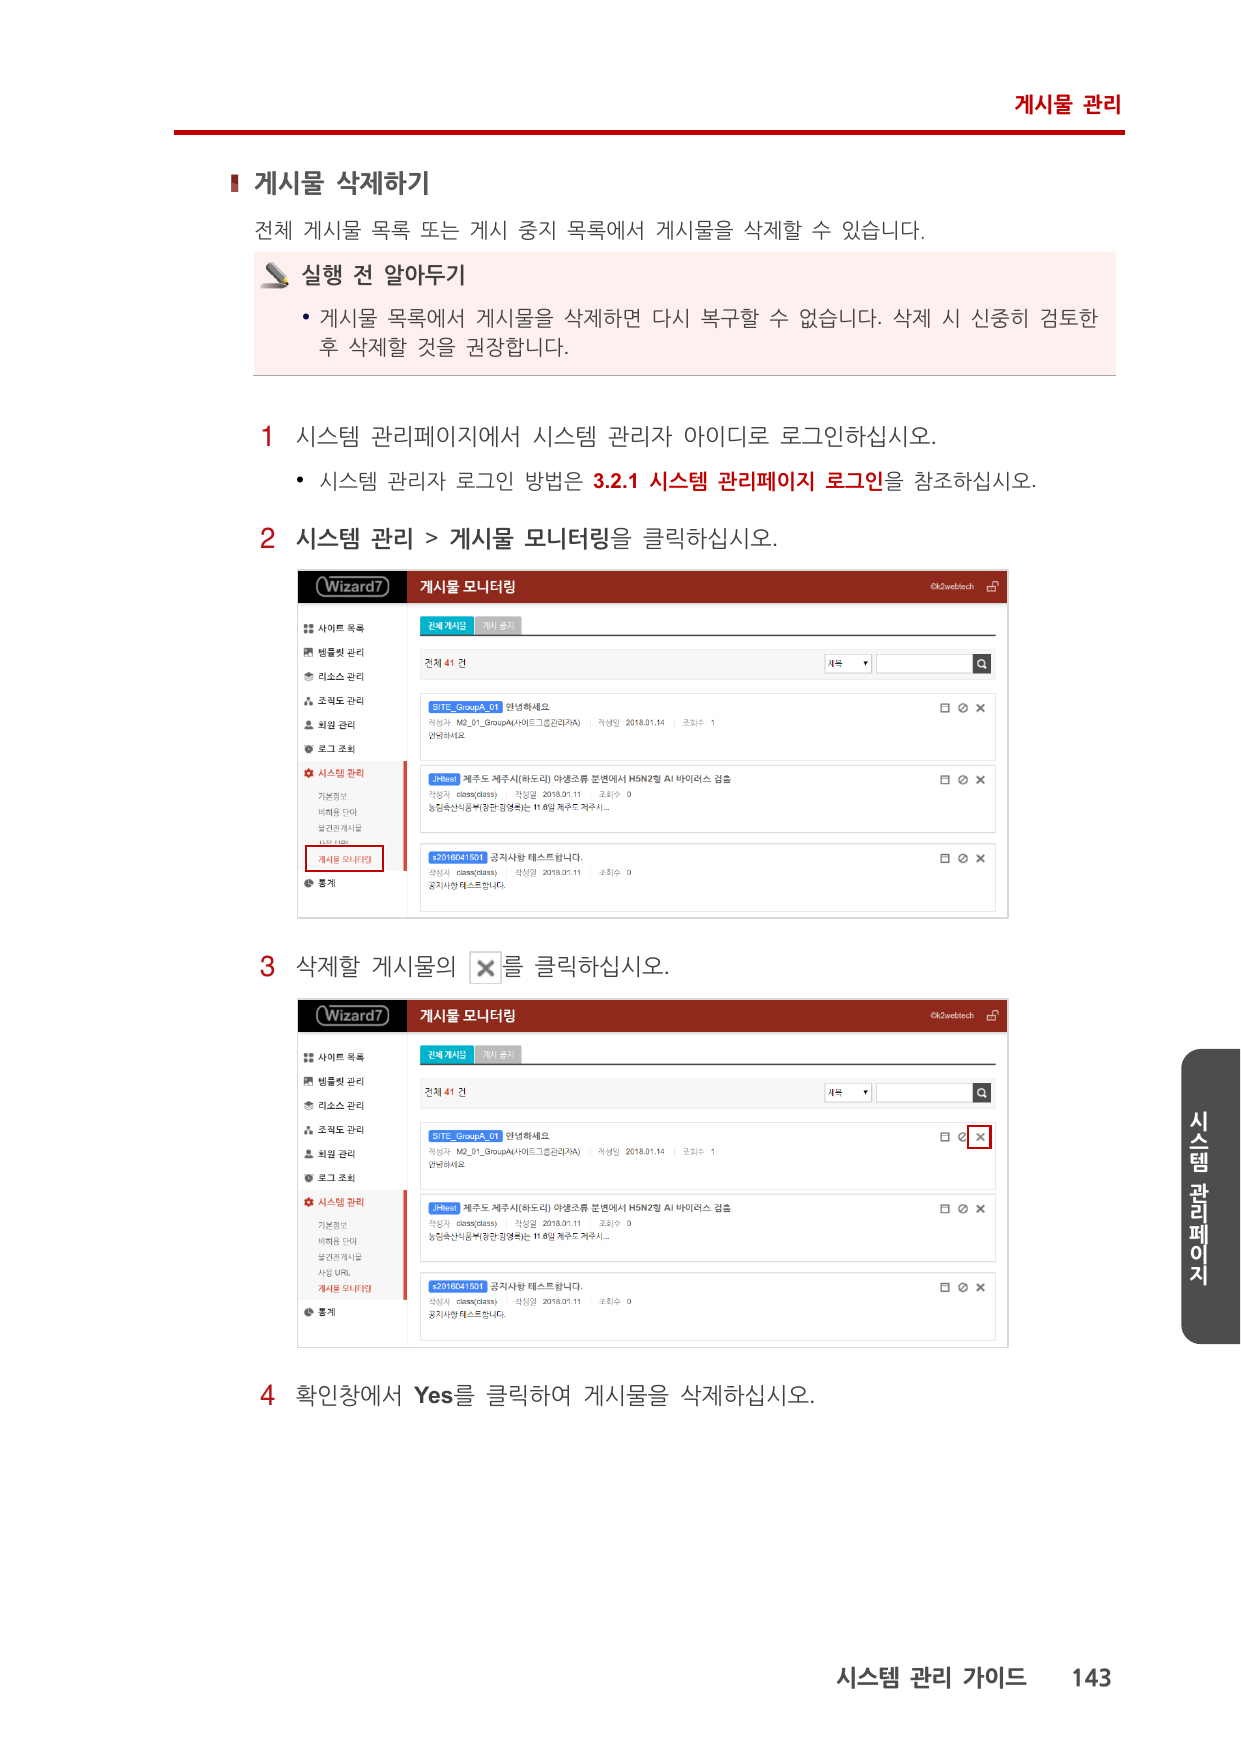 게시물 관리
게시물 삭제하기
전체 게시물 목록 또는 게시 중지 목록에서 게시물을 삭제할 수 있습니다.
실행 전 알아두기
• 게시물 목록에서 게시물을 삭제하면 다시 복구할 수 없습니다. 삭제 시 신중히 검토한
후 삭제할 것을 권장합니다.
1 시스템 관리페이지에서 시스템 관리자 아이디로 로그인하십시오.
• 시스템 관리자 로그인 방법은 3.2.1 시스템 관리페이지 로그인을 참조하십시오.
2 시스템 관리 > 게시물 모니터링을 클릭하십시오.
Wizard7 게시물 모니터링 ©k2webtech
사이트 목록
템플릿 관리
리소스 관리
조직도 관리
회원 관리
로그 조회
시스템 관리
기본정보
비허용 단어
물건전게시물
사용 URL
게시물 모니터링
통계
전체 게시물 게시 중지
전체 41 건 제목
SITE_GroupA_01 안녕하세요
작성자 M2_01_GroupA(사이트그룹관리자A) 작성일 2018.01.14 조회수 1
안녕하세요
JHtest 제주도 제주시(하도리) 야생조류 분변에서 H5N2형 AI 바이러스 검출
작성자 class(class) 작성일 2018.01.11 조회수 0
농림축산식품부(장관:김영록)는 11.6일 제주도 제주시...
s2016041501 공지사항 테스트합니다.
작성자 class(class) 작성일 2018.01.11 조회수 0
공지사항 테스트합니다.
3 삭제할 게시물의 를 클릭하십시오.
Wizard7 게시물 모니터링 ©k2webtech
사이트 목록
템플릿 관리
리소스 관리
조직도 관리
회원 관리
로그 조회
시스템 관리
기본정보
비허용 단어
물건전게시물
사용 URL
게시물 모니터링
통계
전체 게시물 게시 중지
전체 41 건 제목
SITE_GroupA_01 안녕하세요
작성자 M2_01_GroupA(사이트그룹관리자A) 작성일 2018.01.14 조회수 1
안녕하세요
JHtest 제주도 제주시(하도리) 야생조류 분변에서 H5N2형 AI 바이러스 검출
작성자 class(class) 작성일 2018.01.11 조회수 0
농림축산식품부(장관:김영록)는 11.6일 제주도 제주시...
s2016041501 공지사항 테스트합니다.
작성자 class(class) 작성일 2018.01.11 조회수 0
공지사항 테스트합니다.
4 확인창에서 Yes를 클릭하여 게시물을 삭제하십시오.
시스템 관리페이지
시스템 관리 가이드 143